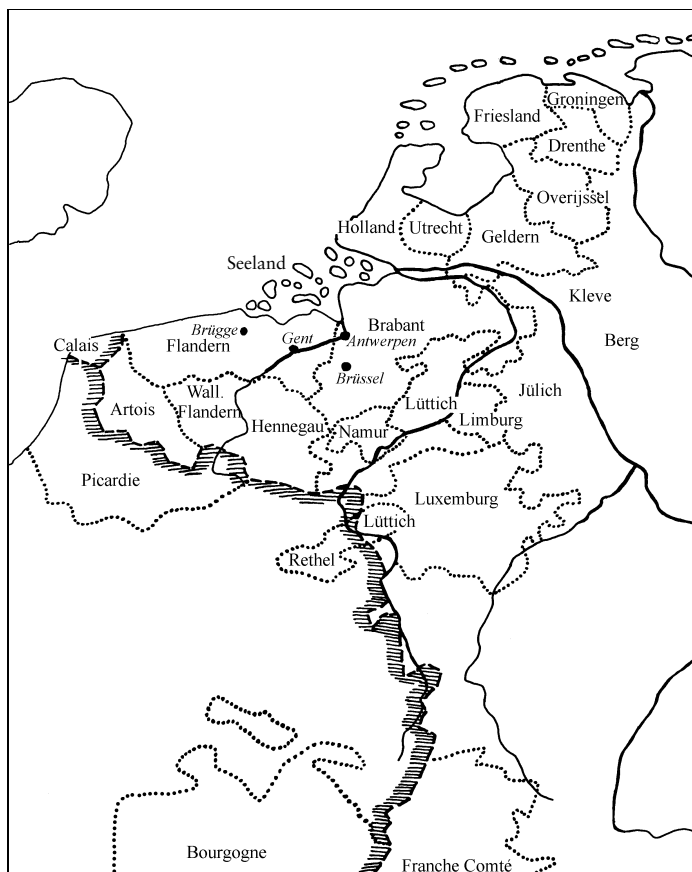 Groningen
Friesland
Drenthe
Overijssel
Holland
Utrecht
Geldern
Seeland
Kleve
Brabant
Brügge
Gent
Antwerpen
Berg
Calais
Flandern
Brüssel
Jülich
Wall.
Flandern
Artois
Lüttich
Hennegau
Namur
Limburg
Picardie
Luxemburg
Lüttich
Rethel
Bourgogne
Franche Comté